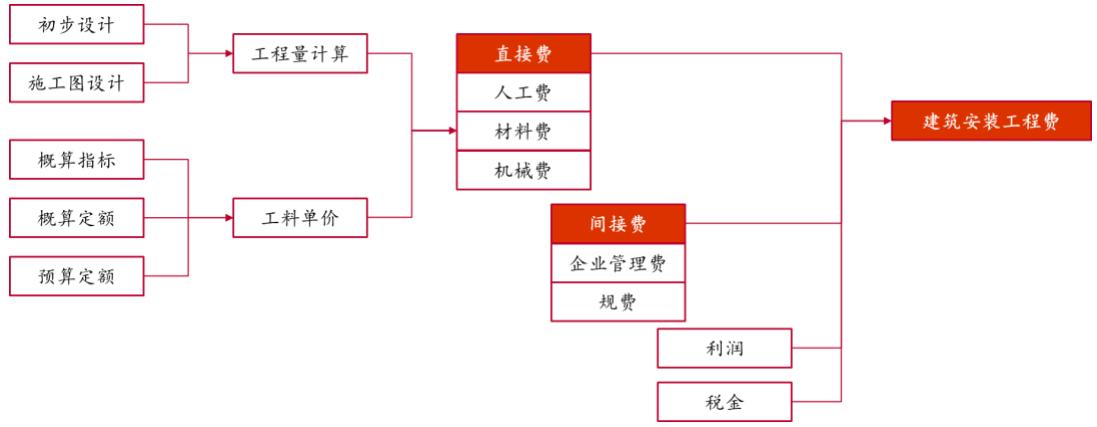 初步设计
施工图设计
工程量计算
概算指标
概算定额
预算定额
工料单价
直接费
人工费
材料费
机械费
间接费
企业管理费
规费
利润
税金
建筑安装工程费